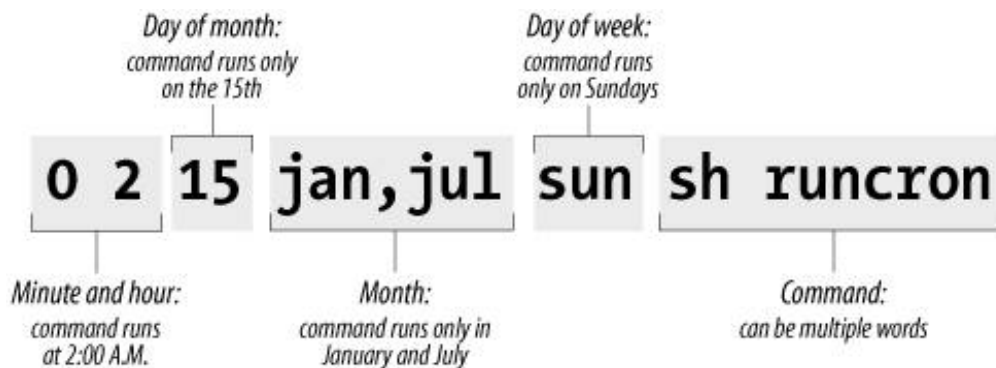 Day of month:
command runs only
on the 15th
Day of week:
command runs
only on Sundays
0 2 15 jan,jul sun sh runcron
Minute and hour:
command runs
at 2:00 A.M.
Month:
command runs only in
January and July
Command:
can be multiple words